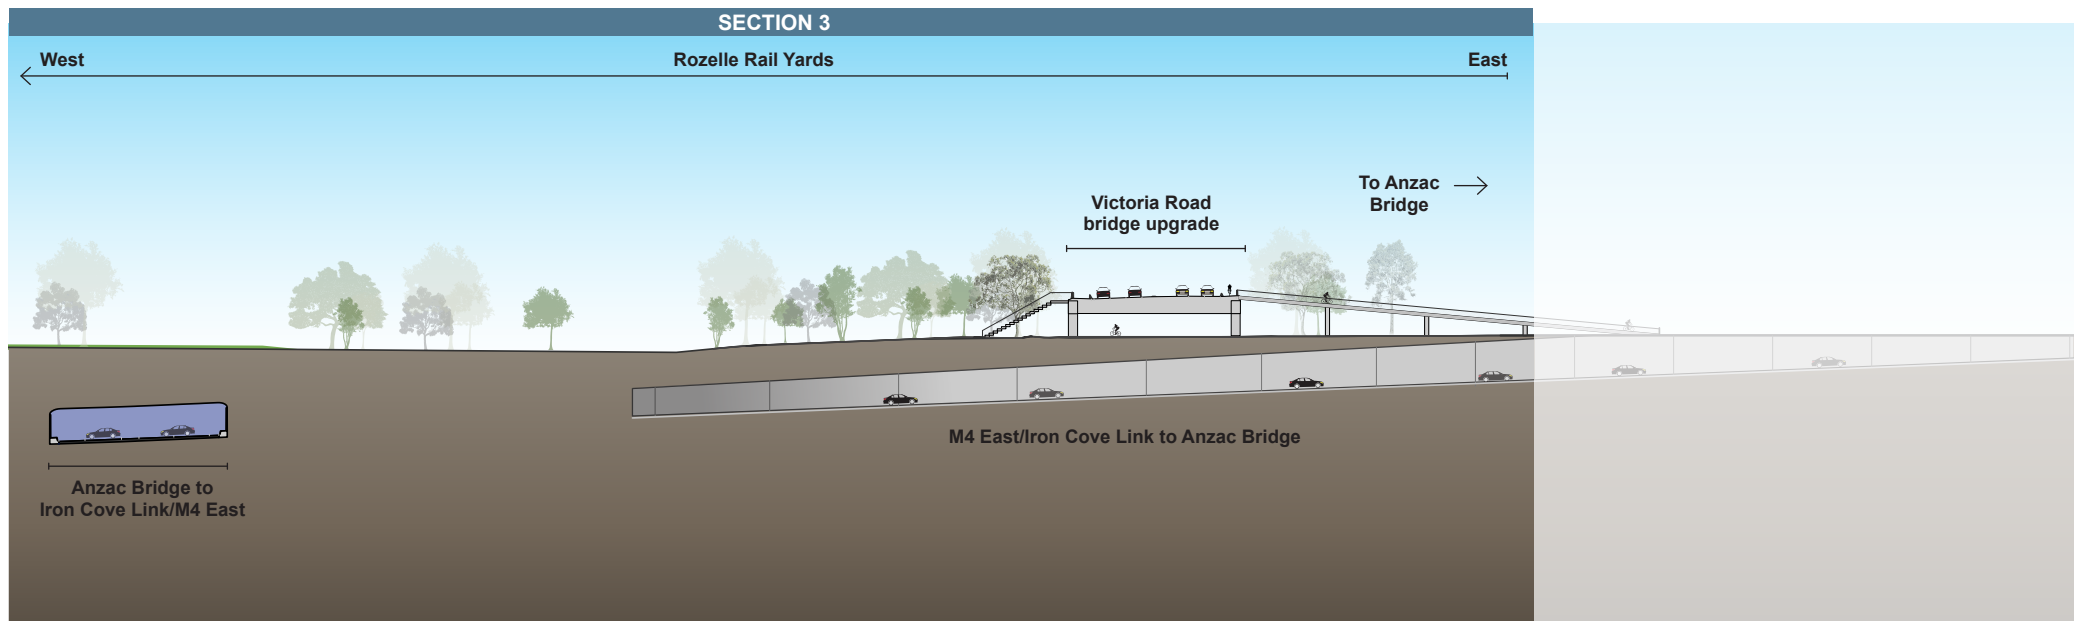 SECTION 3
West
Rozelle Rail Yards
East
To Anzac
Bridge
Victoria Road
bridge upgrade
M4 East/Iron Cove Link to Anzac Bridge
Anzac Bridge to
Iron Cove Link/M4 East